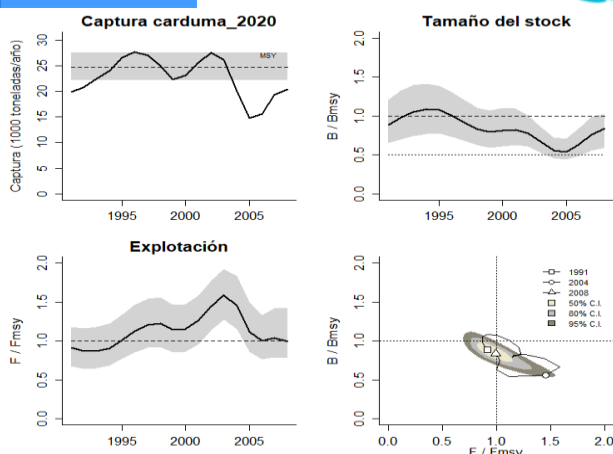 Captura carduma_2020
Captura (1000 toneladas/año)
0 5 10 15 20 25 30
MSY
1995 2000 2005
Tamaño del stock
B / Bmsy
0.0 0.5 1.0 1.5 2.0
1995 2000 2005
Explotación
F / Fmsy
0.0 0.5 1.0 1.5 2.0
1995 2000 2005
B / Bmsy
0.0 0.5 1.0 1.5 2.0
1991
2004
2008
50% C.I.
80% C.I.
95% C.I.
0.0 0.5 1.0 1.5 2.0
F / Fmsy